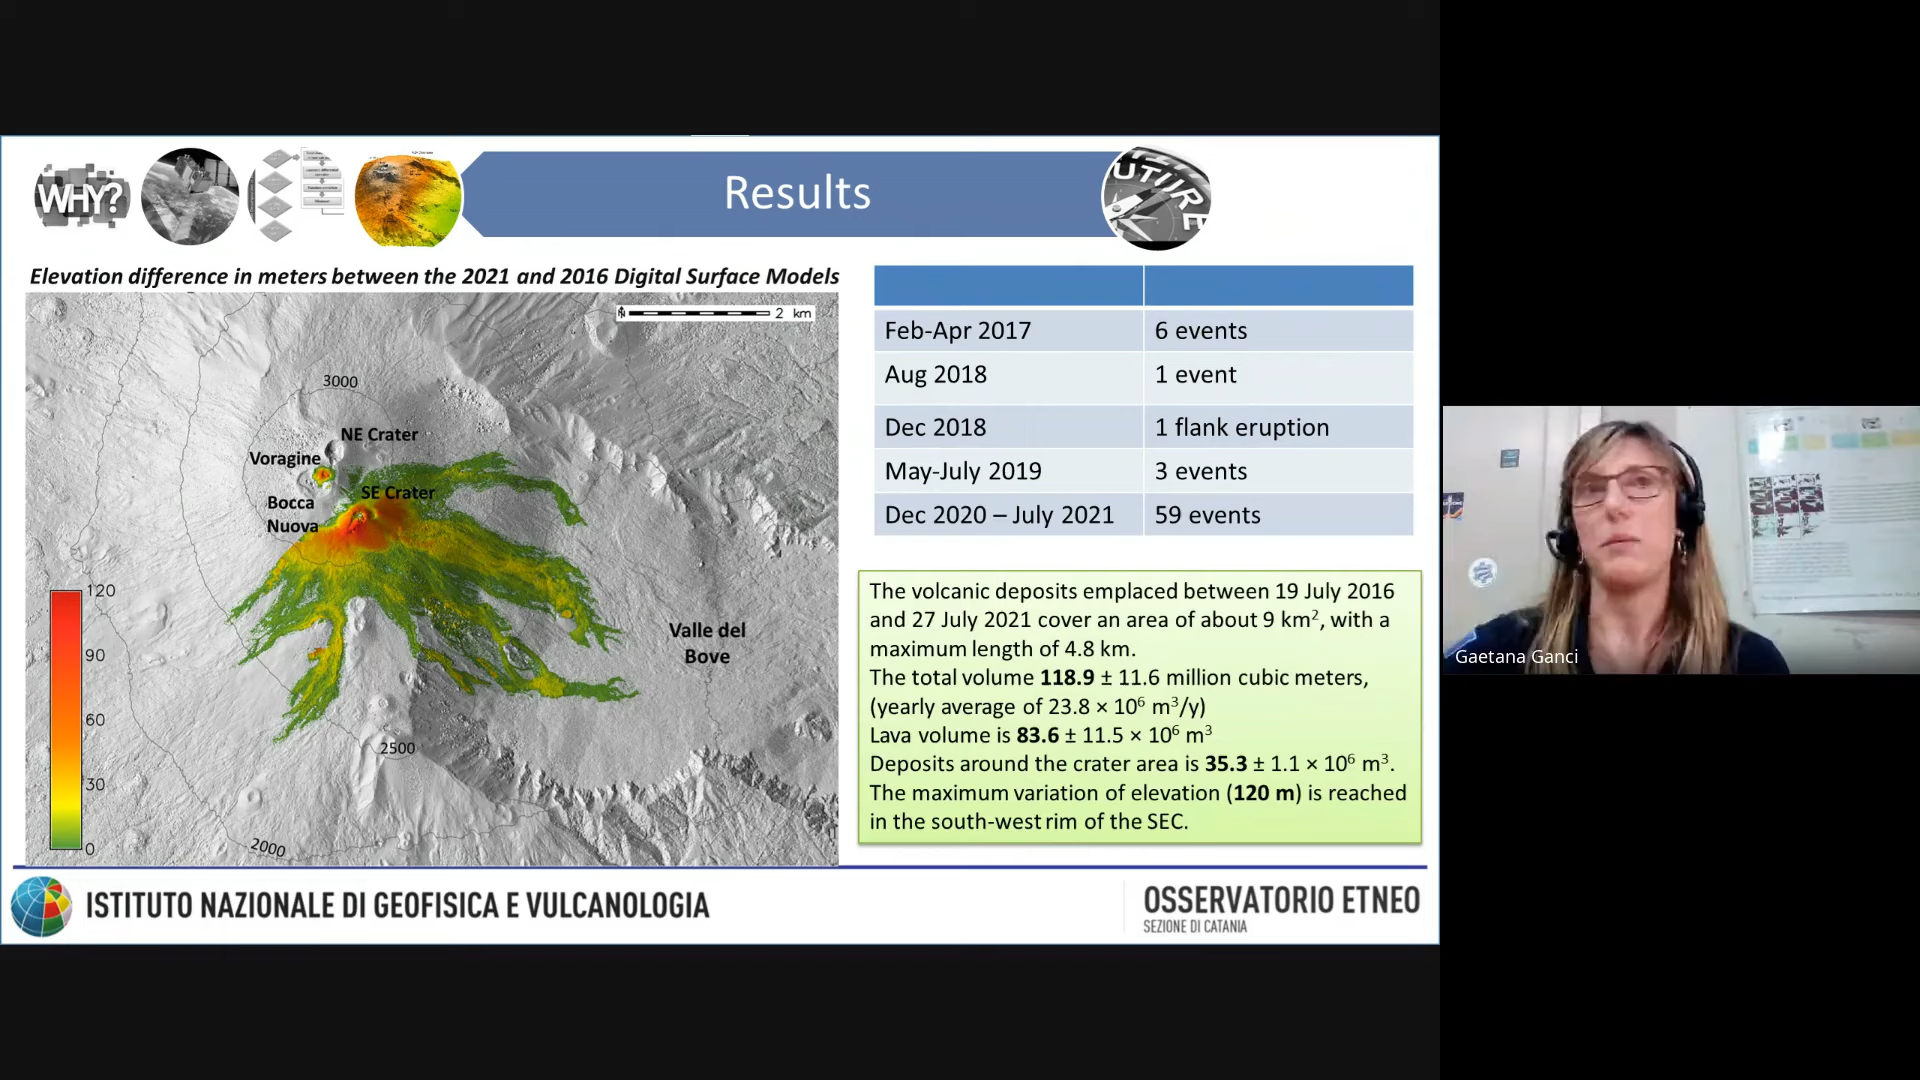 WHY?
Results
UTURE
Elevation difference in meters between the 2021 and 2016 Digital Surface Models
N 2 km
3000
NE Crater
Voragine
SE Crater
Bocca
Nuova
Valle del
Bove
2500
2000
120
90
60
30
0
Feb-Apr 2017 6 events
Aug 2018 1 event
Dec 2018 1 flank eruption
May-July 2019 3 events
Dec 2020 – July 2021 59 events
The volcanic deposits emplaced between 19 July 2016
and 27 July 2021 cover an area of about 9 km², with a
maximum length of 4.8 km.
The total volume 118.9 ± 11.6 million cubic meters,
(yearly average of 23.8 × 10⁶ m³/y)
Lava volume is 83.6 ± 11.5 × 10⁶ m³
Deposits around the crater area is 35.3 ± 1.1 × 10⁶ m³.
The maximum variation of elevation (120 m) is reached
in the south-west rim of the SEC.
ISTITUTO NAZIONALE DI GEOFISICA E VULCANOLOGIA
OSSERVATORIO ETNEO
SEZIONE DI CATANIA
Gaetana Ganci